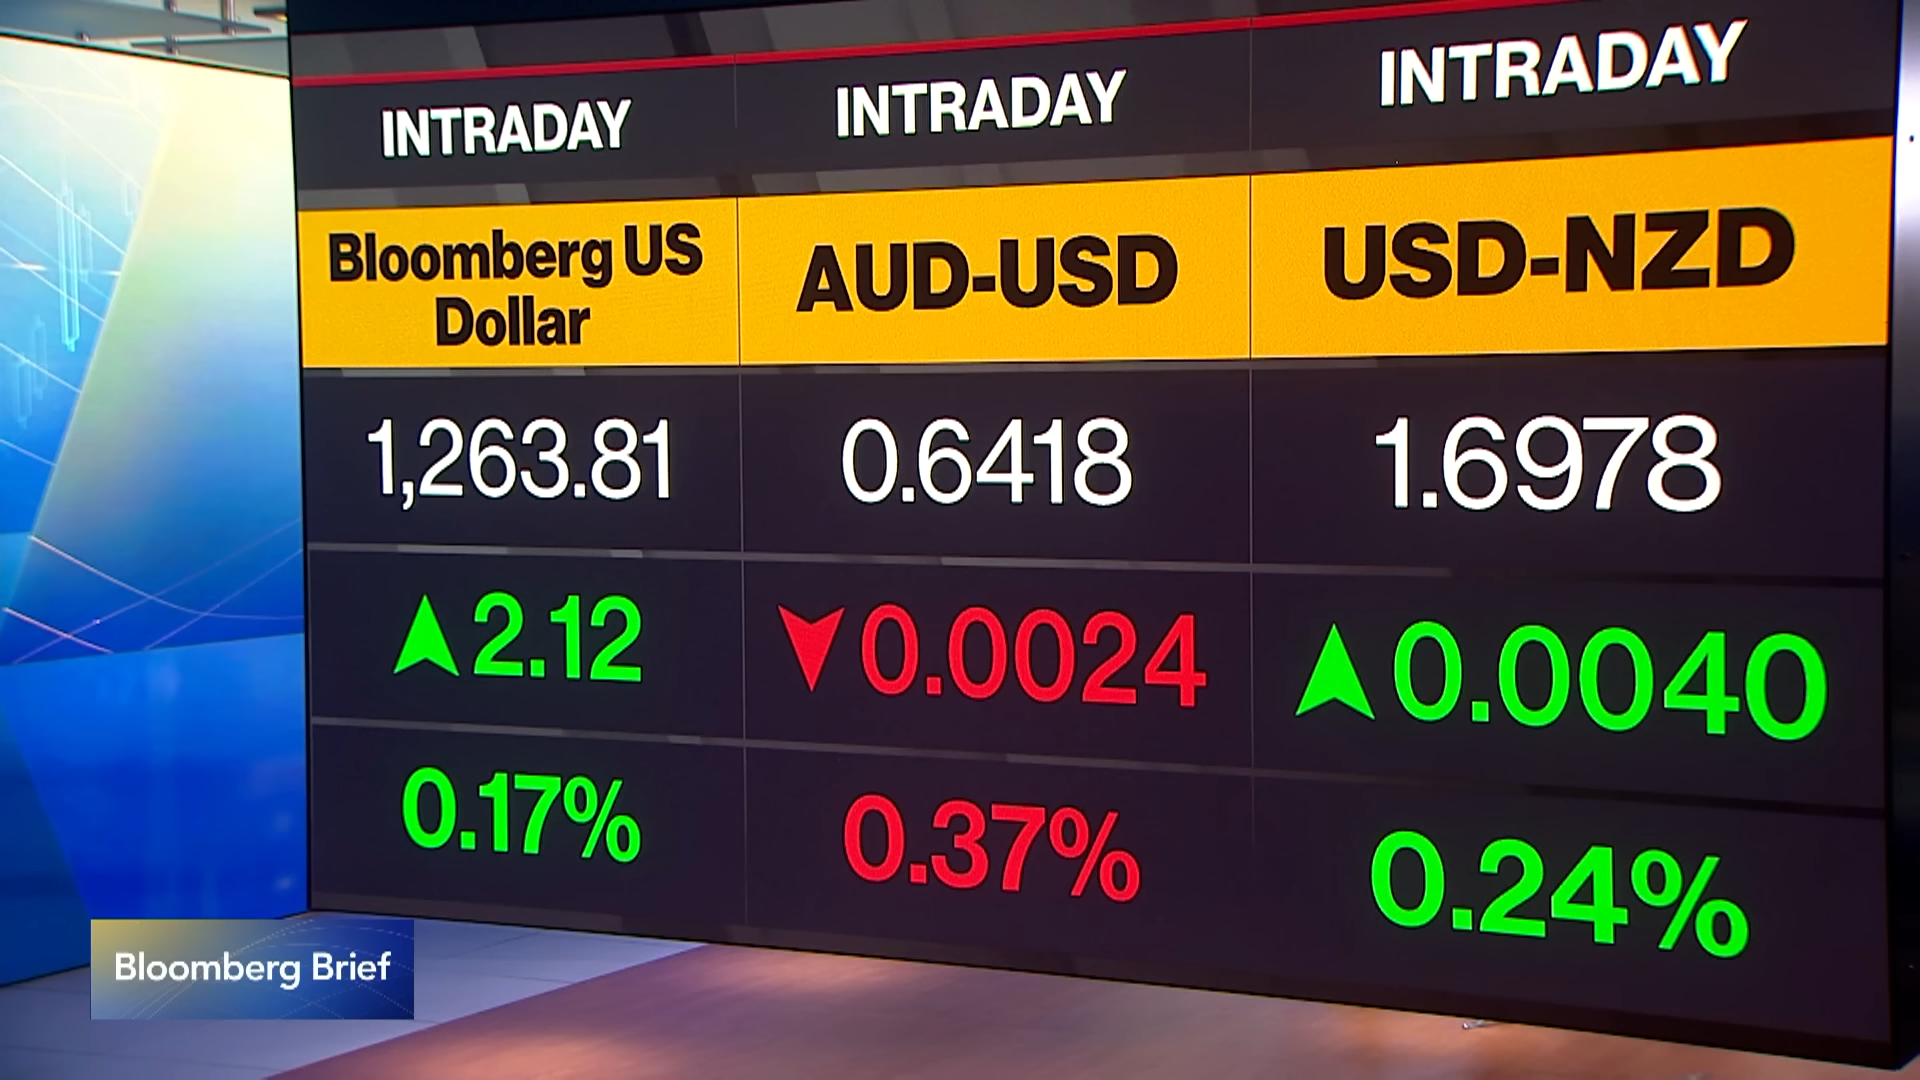 INTRADAY INTRADAY INTRADAY
Bloomberg US
Dollar
AUD-USD
USD-NZD
1,263.81 0.6418 1.6978
▲2.12 ▼0.0024 ▲0.0040
0.17% 0.37% 0.24%
Bloomberg Brief